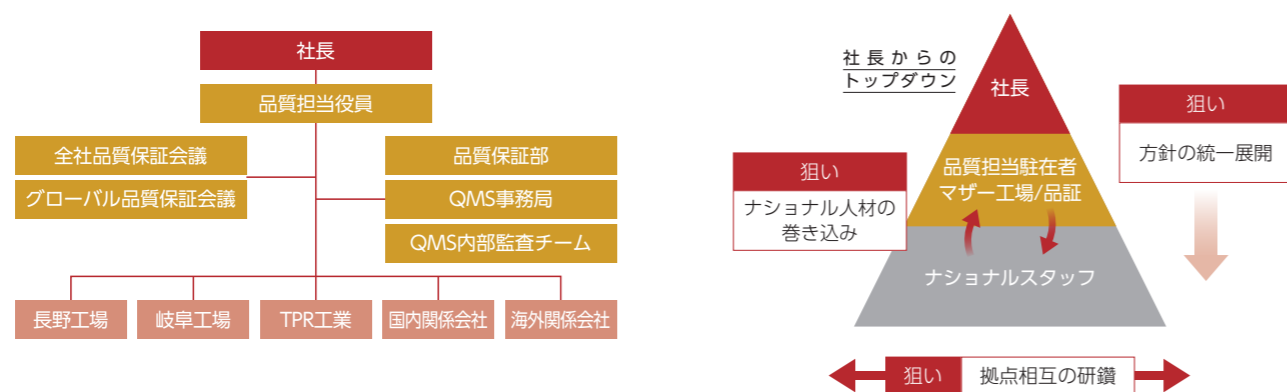 社長
品質担当役員
全社品質保証会議
グローバル品質保証会議
品質保証部
QMS事務局
QMS内部監査チーム
長野工場
岐阜工場
TPR工業
国内関係会社
海外関係会社
社長からの
トップダウン
社長
狙い
方針の統一展開
狙い
ナショナル人材の
巻き込み
品質担当駐在者
マザー工場/品証
ナショナルスタッフ
狙い
拠点相互の研鑽